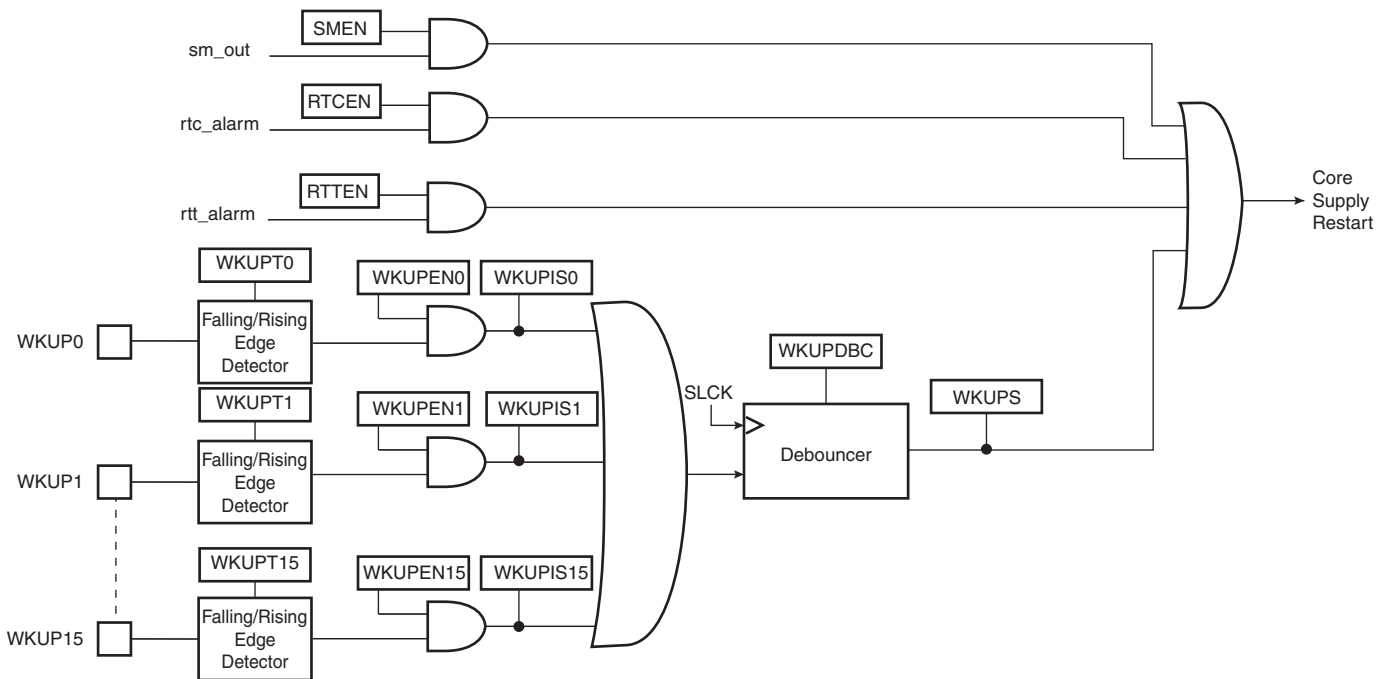 SMEN
sm_out
RTCEN
rtc_alarm
RTTEN
rtt_alarm
Core
Supply
Restart
WKUPT0
WKUPEN0
WKUPIS0
WKUP0
Falling/Rising
Edge
Detector
WKUPT1
WKUPEN1
WKUPIS1
WKUP1
Falling/Rising
Edge
Detector
WKUPDBC
SLCK
Debouncer
WKUPS
WKUPT15
WKUPEN15
WKUPIS15
WKUP15
Falling/Rising
Edge
Detector